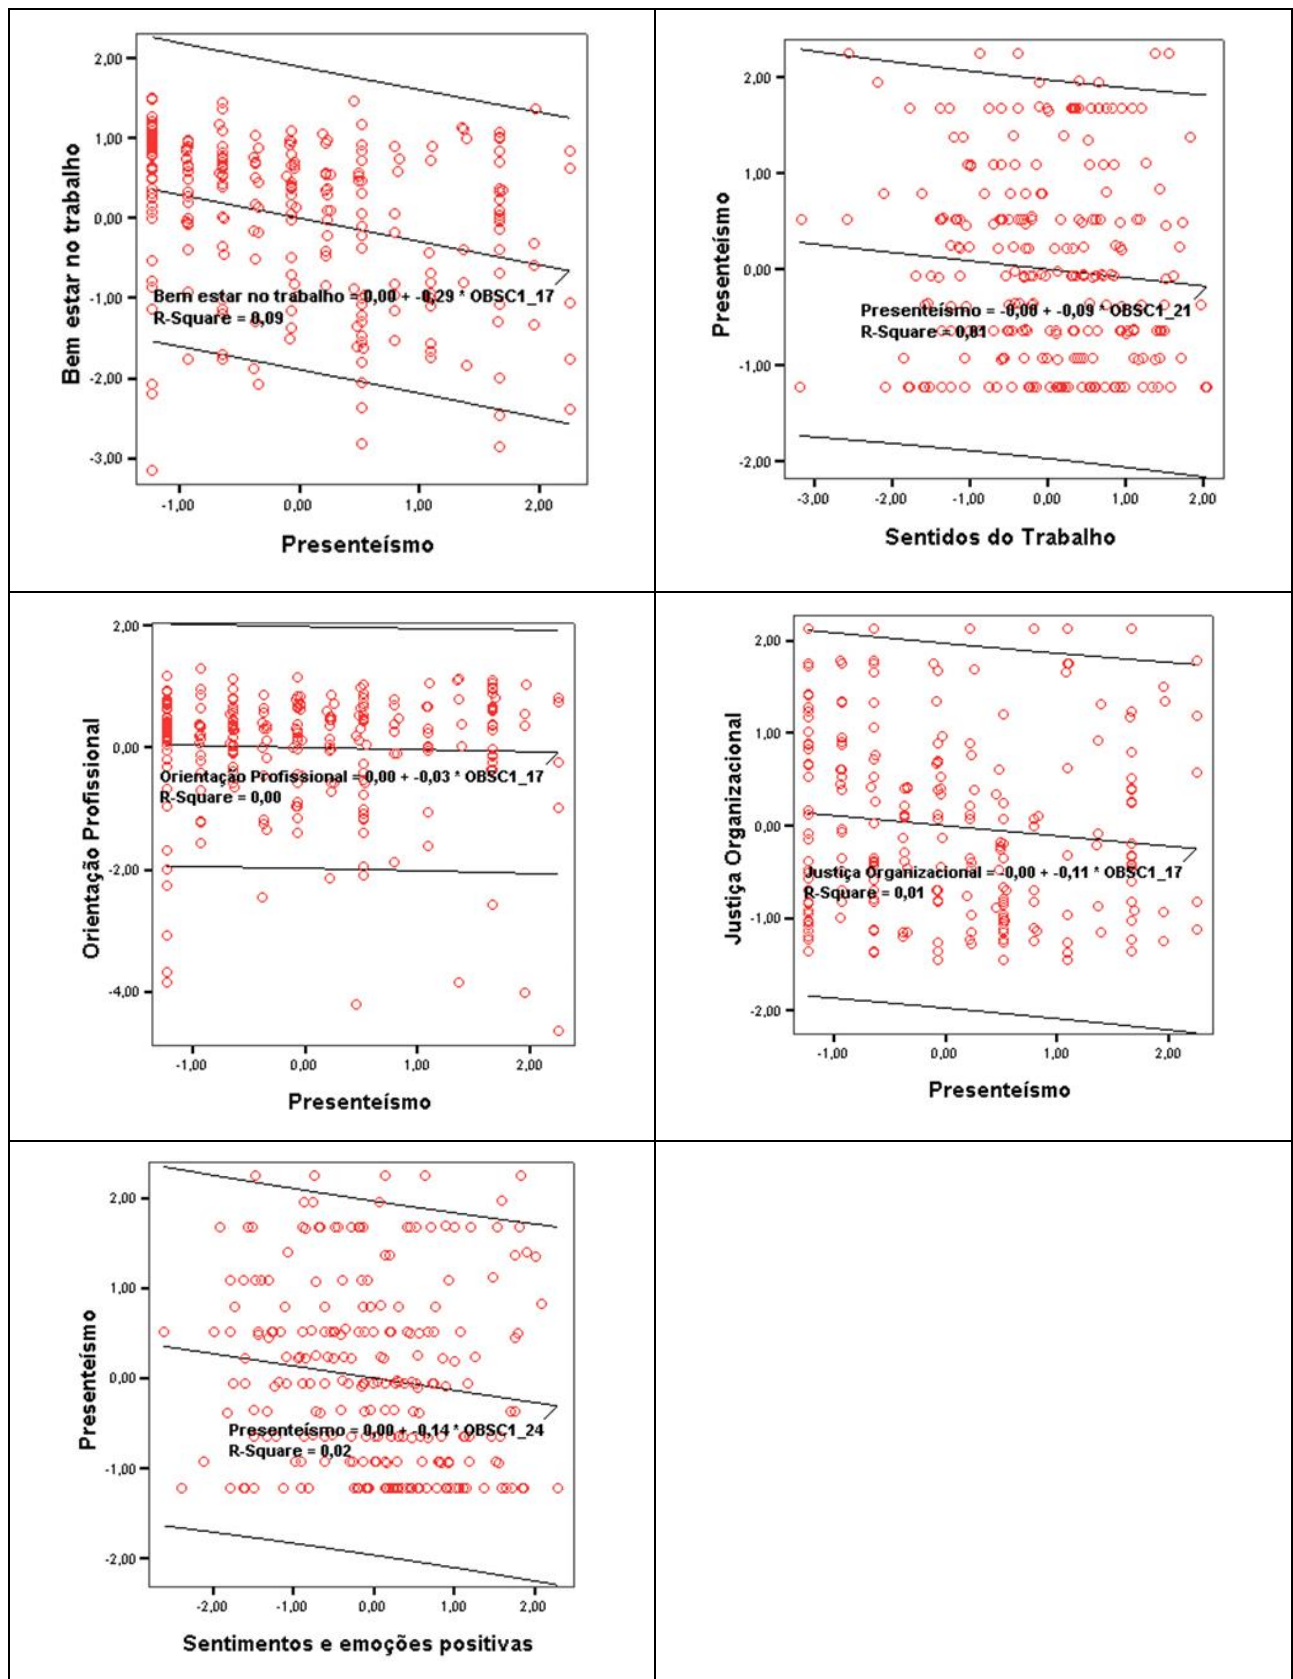 2,00
1,00
0,00
-1,00
-2,00
-3,00
Bem estar no trabalho
Bem estar no trabalho = 0,00 + -0,29 * OBSC1_17
R-Square = 0,09
-1,00 0,00 1,00 2,00
Presenteísmo
2,00
1,00
0,00
-1,00
-2,00
Presenteísmo
Presenteísmo = -0,00 + -0,09 * OBSC1_21
R-Square = 0,01
-3,00 -2,00 -1,00 0,00 1,00 2,00
Sentidos do Trabalho
2,00
0,00
-2,00
-4,00
Orientação Profissional
Orientação Profissional = 0,00 + -0,03 * OBSC1_17
R-Square = 0,00
-1,00 0,00 1,00 2,00
Presenteísmo
2,00
1,00
0,00
-1,00
-2,00
Justiça Organizacional
Justiça Organizacional = -0,00 + -0,11 * OBSC1_17
R-Square = 0,01
-1,00 0,00 1,00 2,00
Presenteísmo
2,00
1,00
0,00
-1,00
-2,00
Presenteísmo
Presenteísmo = 0,00 + -0,14 * OBSC1_24
R-Square = 0,02
-2,00 -1,00 0,00 1,00 2,00
Sentimentos e emoções positivas